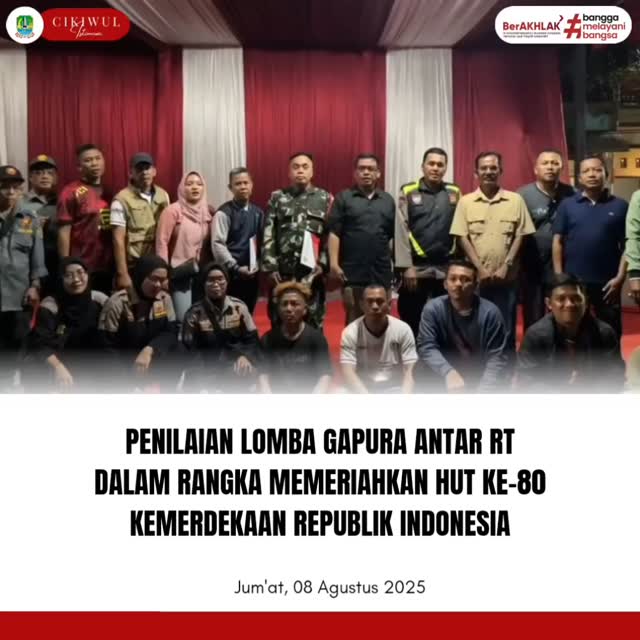 CIKIWUL
Istimewa
BerAKHLAK
#bangga
melayani
bangsa
PENILAIAN LOMBA GAPURA ANTAR RT
DALAM RANGKA MEMERIAHKAN HUT KE-80
KEMERDEKAAN REPUBLIK INDONESIA
Jum'at, 08 Agustus 2025